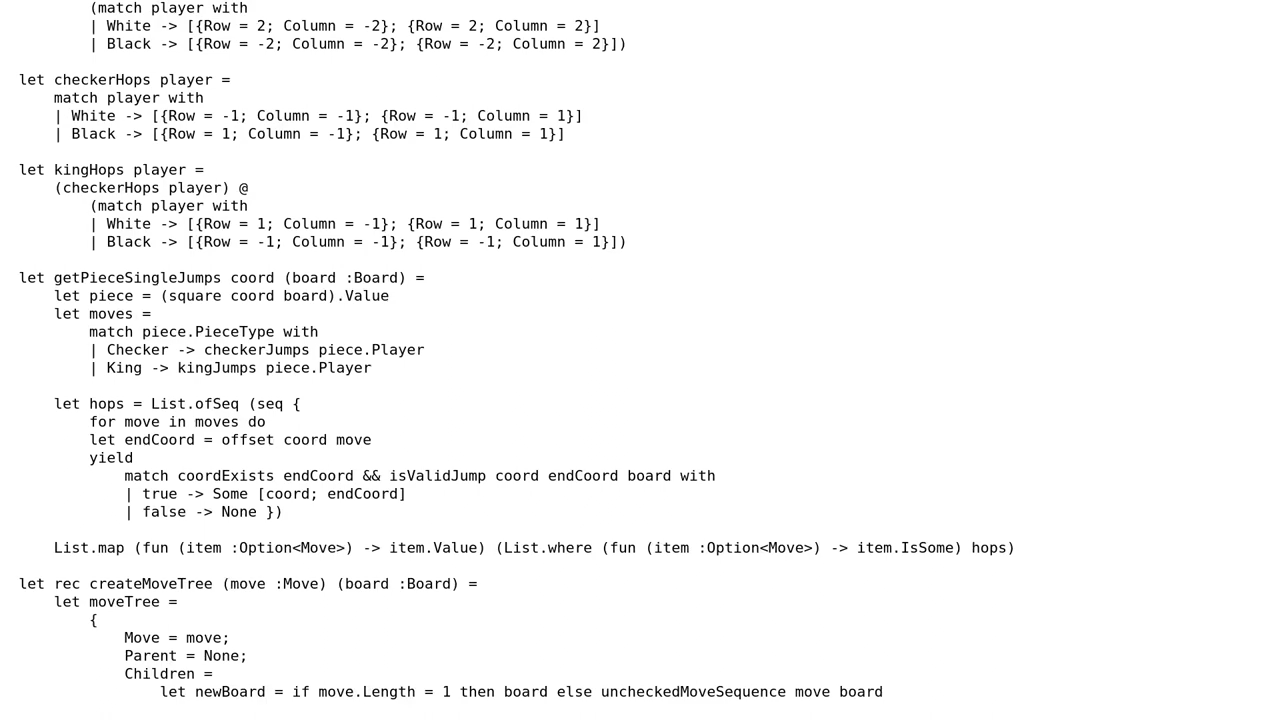 (match player with
| White -> [{Row = 2; Column = -2}; {Row = 2; Column = 2}]
| Black -> [{Row = -2; Column = -2}; {Row = -2; Column = 2}])
let checkerHops player =
match player with
| White -> [{Row = -1; Column = -1}; {Row = -1; Column = 1}]
| Black -> [{Row = 1; Column = -1}; {Row = 1; Column = 1}]
let kingHops player =
(checkerHops player) @
(match player with
| White -> [{Row = 1; Column = -1}; {Row = 1; Column = 1}]
| Black -> [{Row = -1; Column = -1}; {Row = -1; Column = 1}])
let getPieceSingleJumps coord (board :Board) =
let piece = (square coord board).Value
let moves =
match piece.PieceType with
| Checker -> checkerJumps piece.Player
| King -> kingJumps piece.Player
let hops = List.ofSeq (seq {
for move in moves do
let endCoord = offset coord move
yield
match coordExists endCoord && isValidJump coord endCoord board with
| true -> Some [coord; endCoord]
| false -> None })
List.map (fun (item :Option<Move>) -> item.Value) (List.where (fun (item :Option<Move>) -> item.IsSome) hops)
let rec createMoveTree (move :Move) (board :Board) =
let moveTree =
{
Move = move;
Parent = None;
Children =
let newBoard = if move.Length = 1 then board else uncheckedMoveSequence move board